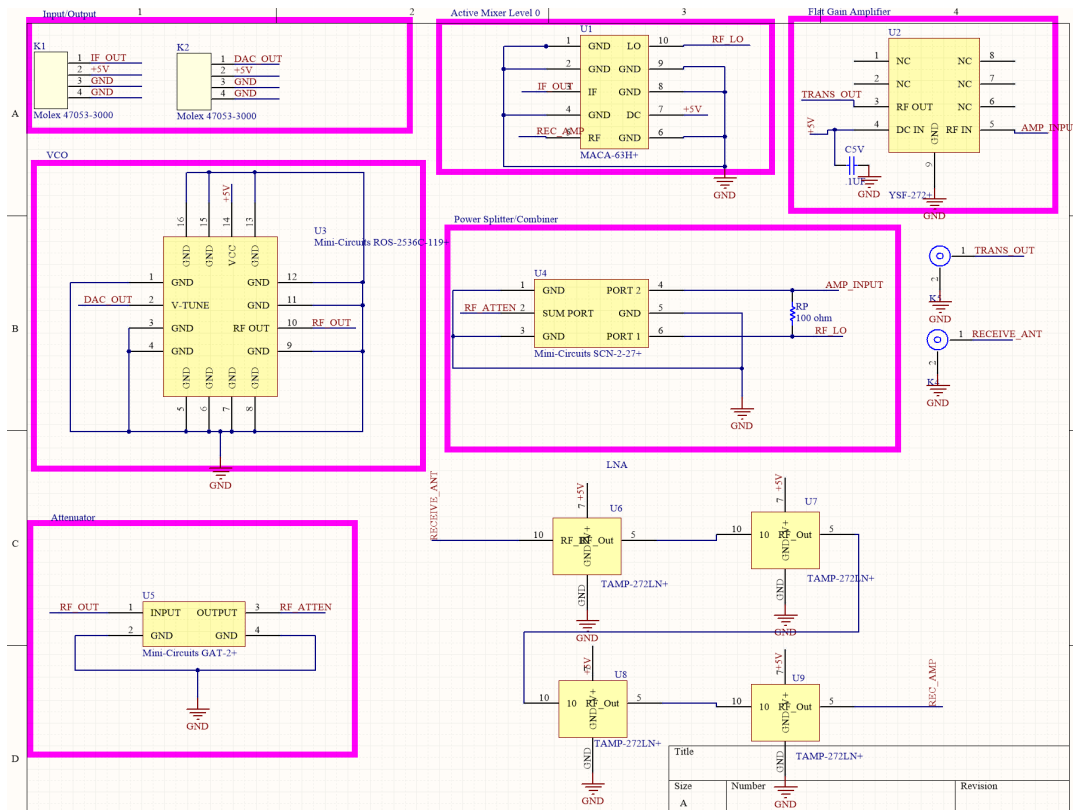 Input/Output
1
Active Mixer Level 0
3
Flat Gain Amplifier
4
K1
1 IF_OUT
2 +5V
3 GND
4 GND
Molex 47053-3000
K2
1 DAC_OUT
2 +5V
3 GND
4 GND
Molex 47053-3000
A
U1
1 GND LO 10 RF_LO
2 GND GND 9
IF_OUT IF GND 8
4 GND DC 7 +5V
REC_AMP 5 RF GND 6
MACA-63H+
GND
U2
1 NC NC 8
2 NC NC 7
TRANS_OUT 3 RF OUT NC 6
+5V 4 DC IN RF IN 5 AMP_INPU
GND
9
C5V
.1UF
GND
YSF-272+
GND
VCO
+5V
16 15 14 13
GND GND VCC GND
U3
Mini-Circuits ROS-2536C-119+
1 GND GND 12
DAC_OUT 2 V-TUNE GND 11
3 GND RF OUT 10 RF_OUT
4 GND GND 9
GND GND GND GND
5 6 7 8
GND
B
Power Splitter/Combiner
U4
1 GND PORT 2 4 AMP_INPUT
RF_ATTEN 2 SUM PORT GND 5
3 GND PORT 1 6 RF_LO
Mini-Circuits SCN-2-27+
RP
100 ohm
GND
1 TRANS_OUT
2
GND
1 RECEIVE_ANT
2
GND
B
LNA
RECEIVE_ANT
7 +5V
U6
10 RF_Out 5
GND V+
TAMP-272LN+
GND
GND
7 +5V
U7
10 10 RF_Out 5
GND V+
TAMP-272LN+
GND
GND
C
Attenuator
U5
RF_OUT 1 INPUT OUTPUT 3 RF_ATTEN
2 GND GND 4
Mini-Circuits GAT-2+
GND
+5V
U8
10 10 RF_Out 5
GND V+
TAMP-272LN+
GND
GND
7 +5V
U9
10 10 RF_Out 5
GND V+
TAMP-272LN+
GND
GND
REC_AMP
D
Title
Size
A
Number
Revision